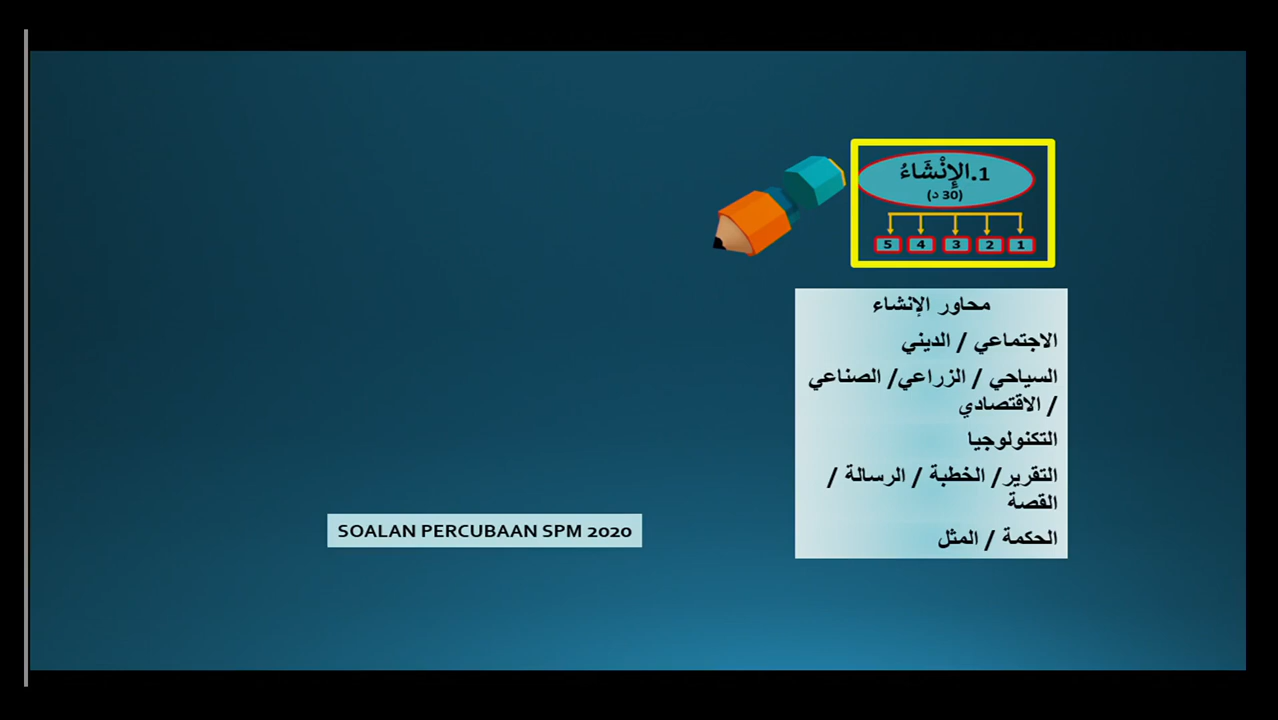 1.الإِنْشَاءُ
(30 د)
5 4 3 2 1
محاور الإنشاء
الاجتماعي / الديني
السياحي / الزراعي/ الصناعي
/ الاقتصادي
التكنولوجيا
التقرير/ الخطبة / الرسالة /
القصة
الحكمة / المثل
SOALAN PERCUBAAN SPM 2020